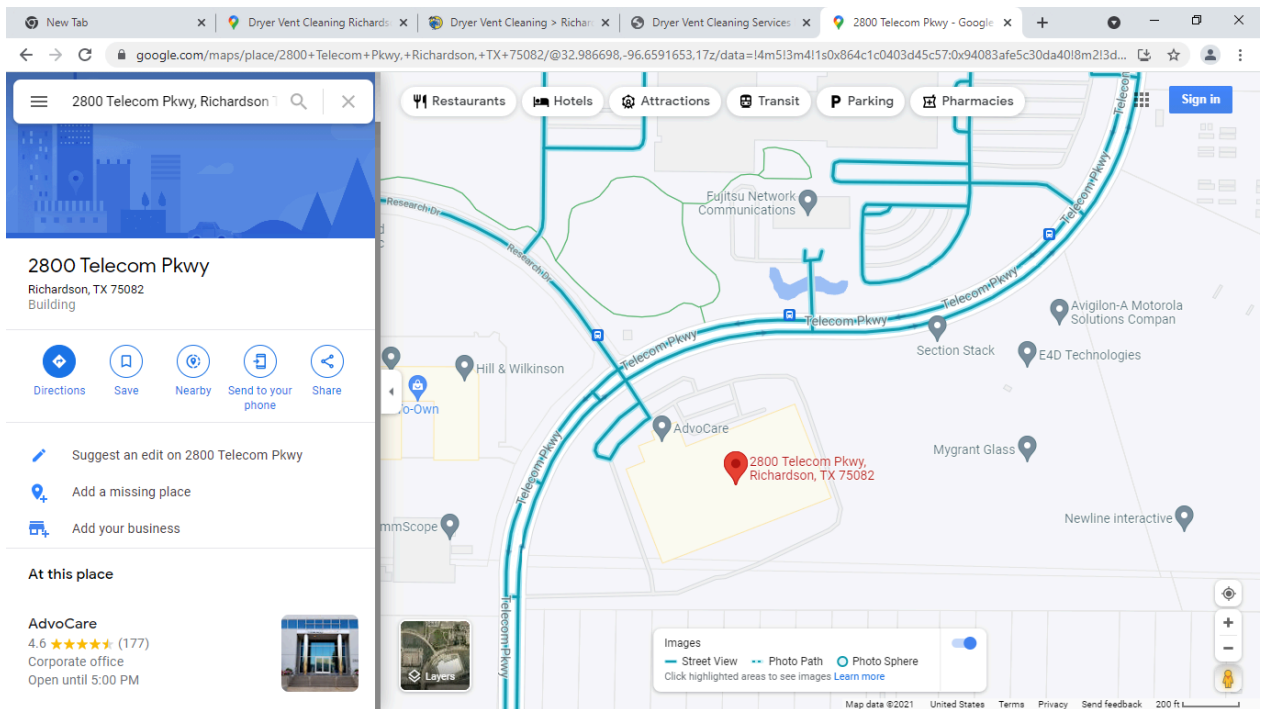 New Tab
Dryer Vent Cleaning Richards
Dryer Vent Cleaning > Richar
Dryer Vent Cleaning Services
2800 Telecom Pkwy - Google
google.com/maps/place/2800+Telecom+Pkwy,+Richardson,+TX+75082/@32.986698,-96.6591653,17z/data=!4m5!3m4!1s0x864c1c0403d45c57:0x94083afe5c30da40!8m2!3d...
2800 Telecom Pkwy, Richardson T
Restaurants
Hotels
Attractions
Transit
P Parking
Pharmacies
Sign in
2800 Telecom Pkwy
Richardson, TX 75082
Building
Directions
Save
Nearby
Send to your
phone
Share
Suggest an edit on 2800 Telecom Pkwy
Add a missing place
Add your business
At this place
AdvoCare
4.6 (177)
Corporate office
Open until 5:00 PM
Research Dr
Research Dr
Fujitsu Network
Communications
Telecom Pkwy
Telecom Pkwy
Telecom Pkwy
Telecom Pkwy
Telecom Pkwy
Telecom Pkwy
Avigilon-A Motorola
Solutions Compan
Section Stack
E4D Technologies
Hill & Wilkinson
To-Own
AdvoCare
2800 Telecom Pkwy,
Richardson, TX 75082
Mygrant Glass
Newline interactive
mmScope
Telecom Pkwy
Layers
Images
Street View
Photo Path
Photo Sphere
Click highlighted areas to see images Learn more
Map data ©2021
United States
Terms
Privacy
Send feedback
200 ft